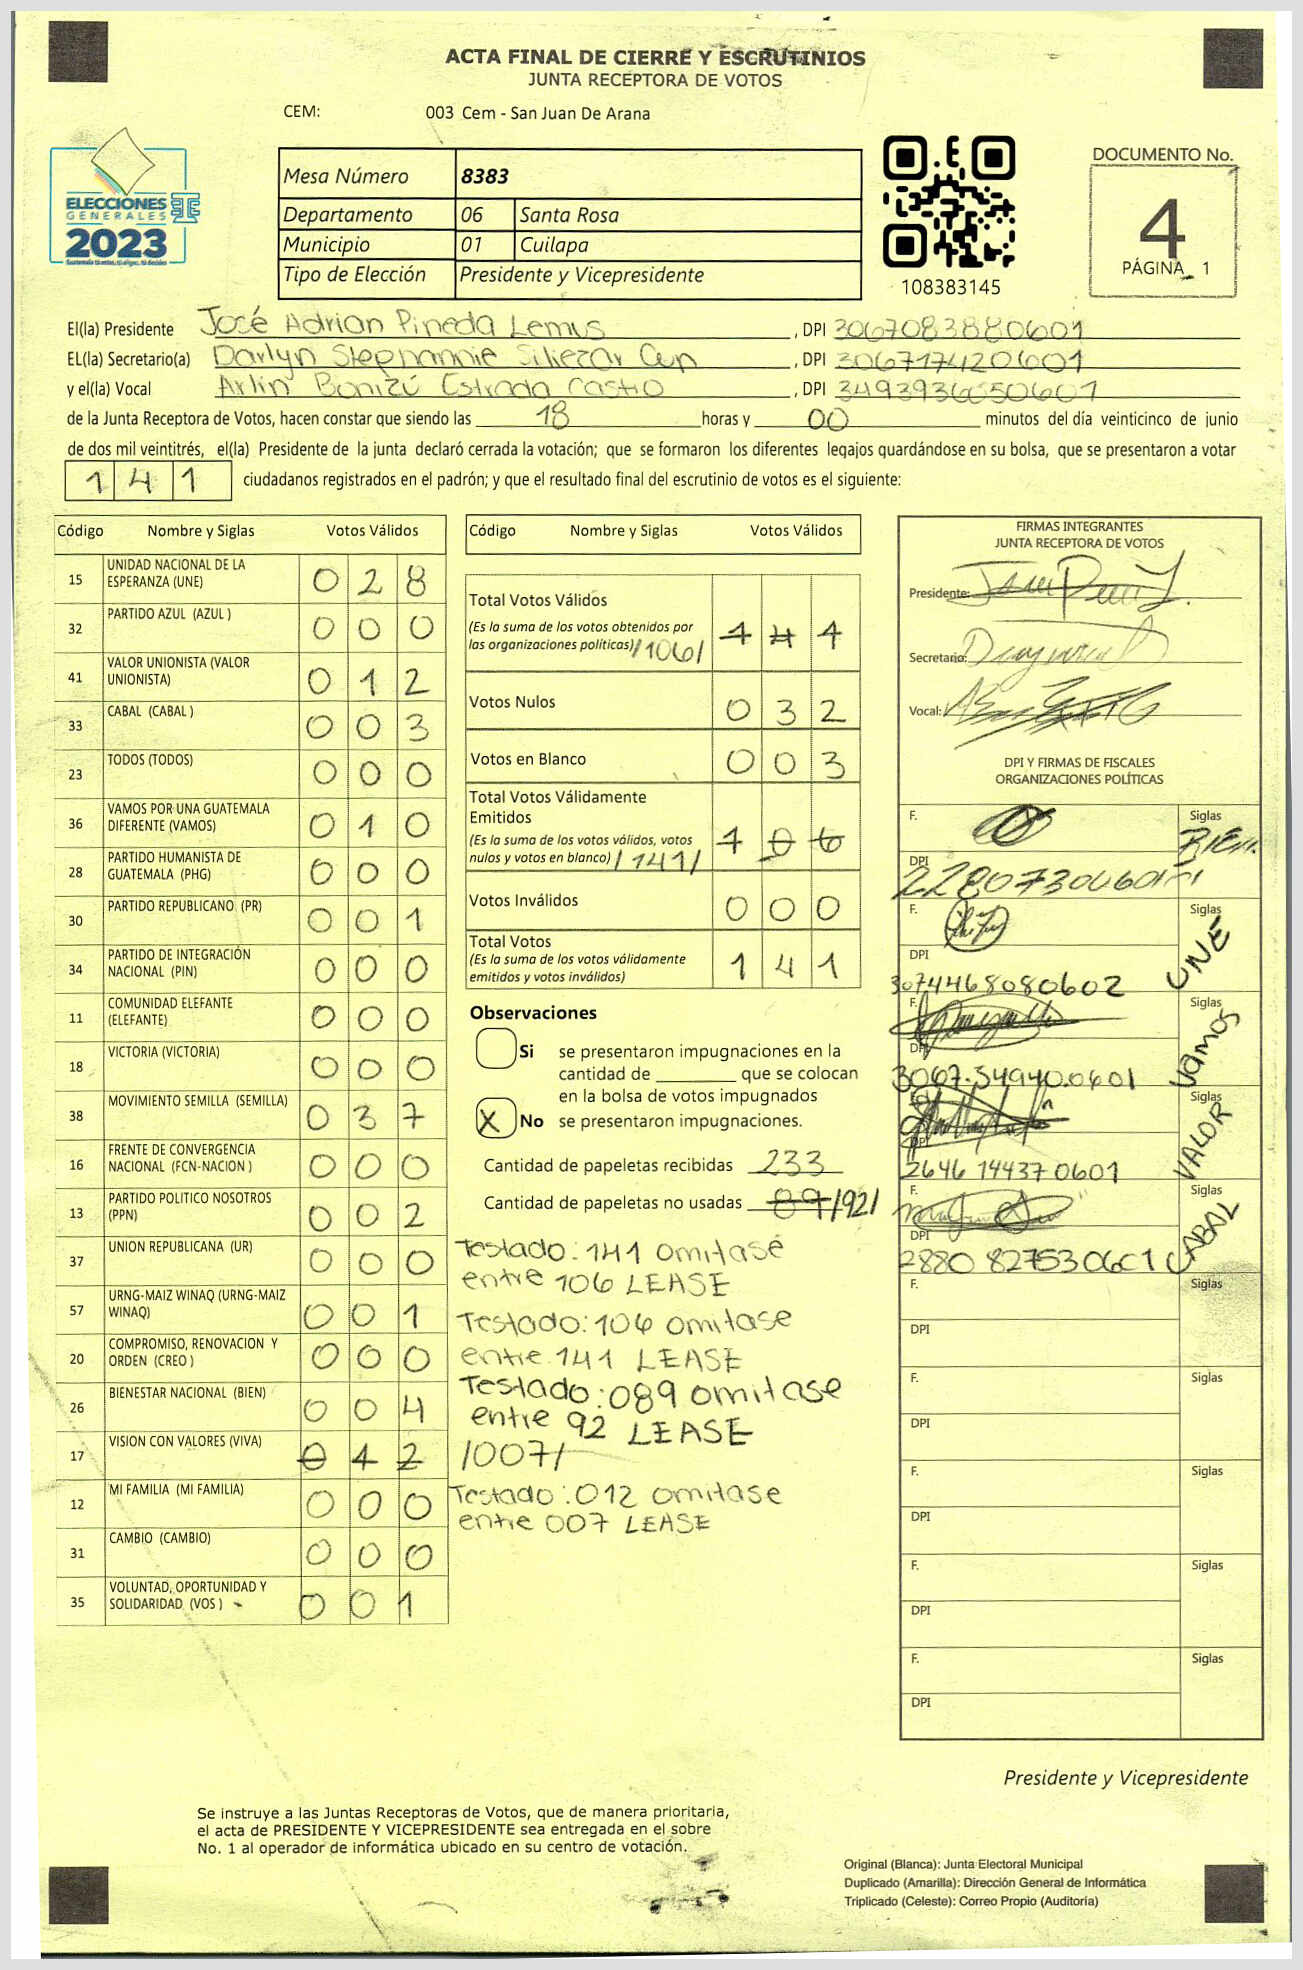 ACTA FINAL DE CIERRE Y ESCRUTINIOS
JUNTA RECEPTORA DE VOTOS
CEM: 003 Cem - San Juan De Arana
ELECCIONES
GENERALES
2023
Mesa Número 8383
Departamento 06 Santa Rosa
Municipio 01 Cuilapa
Tipo de Elección Presidente y Vicepresidente
108383145
DOCUMENTO No.
4
PÁGINA 1
El(la) Presidente José Adrian Pineda Lemus, DPI 3067083880601
EL(la) Secretario(a) Darlyn, DPI 3067174120601
y el(la) Vocal Arlin Estrada Castro, DPI 3493936050601
de la Junta Receptora de Votos, hacen constar que siendo las 18 horas y 00 minutos del día veinticinco de junio
de dos mil veintitrés, el(la) Presidente de la junta declaró cerrada la votación; que se formaron los diferentes legajos guardándose en su bolsa, que se presentaron a votar
141 ciudadanos registrados en el padrón; y que el resultado final del escrutinio de votos es el siguiente:
Código Nombre y Siglas Votos Válidos
15 UNIDAD NACIONAL DE LA ESPERANZA (UNE) 0 2 8
32 PARTIDO AZUL (AZUL ) 0 0 0
41 VALOR UNIONISTA (VALOR UNIONISTA) 0 1 2
33 CABAL (CABAL ) 0 0 3
23 TODOS (TODOS) 0 0 0
36 VAMOS POR UNA GUATEMALA DIFERENTE (VAMOS) 0 1 0
28 PARTIDO HUMANISTA DE GUATEMALA (PHG) 0 0 0
30 PARTIDO REPUBLICANO (PR) 0 0 1
34 PARTIDO DE INTEGRACIÓN NACIONAL (PIN) 0 0 0
11 COMUNIDAD ELEFANTE (ELEFANTE) 0 0 0
18 VICTORIA (VICTORIA) 0 0 0
38 MOVIMIENTO SEMILLA (SEMILLA) 0 3 7
16 FRENTE DE CONVERGENCIA NACIONAL (FCN-NACION ) 0 0 0
13 PARTIDO POLITICO NOSOTROS (PPN) 0 0 2
37 UNION REPUBLICANA (UR) 0 0 0
57 URNG-MAIZ WINAQ (URNG-MAIZ WINAQ) 0 0 1
20 COMPROMISO, RENOVACION Y ORDEN (CREO ) 0 0 0
26 BIENESTAR NACIONAL (BIEN) 0 0 4
17 VISION CON VALORES (VIVA) 0 1 2 /007/
12 MI FAMILIA (MI FAMILIA) 0 0 0
31 CAMBIO (CAMBIO) 0 0 0
35 VOLUNTAD, OPORTUNIDAD Y SOLIDARIDAD (VOS ) 0 0 1
Código Nombre y Siglas Votos Válidos
Total Votos Válidos
(Es la suma de los votos obtenidos por
las organizaciones políticas) /106/ 1 4 1
Votos Nulos 0 3 2
Votos en Blanco 0 0 3
Total Votos Válidamente
Emitidos
(Es la suma de los votos válidos, votos
nulos y votos en blanco) /141/ 1 0 6
Votos Inválidos 0 0 0
Total Votos
(Es la suma de los votos válidamente
emitidos y votos inválidos) 1 4 1
Observaciones
Si se presentaron impugnaciones en la
cantidad de ________ que se colocan
en la bolsa de votos impugnados
X No se presentaron impugnaciones.
Cantidad de papeletas recibidas 233
Cantidad de papeletas no usadas 89 /92/
Testado: 141 omitase
entre 106 LEASE
Testado: 106 omitase
entre 141 LEASE
Testado: 089 omitase
entre 92 LEASE
Testado: 012 omitase
entre 007 LEASE
FIRMAS INTEGRANTES
JUNTA RECEPTORA DE VOTOS
Presidente:
Secretario:
Vocal:
DPI Y FIRMAS DE FISCALES
ORGANIZACIONES POLÍTICAS
F. Siglas BIEN
DPI
F. Siglas UNE
DPI 3074468080602
F. Siglas Vamos
DPI 3067.34940.0601
F. Siglas VALOR
DPI 2646 14437 0601
F. Siglas CABAL
DPI 2880 82753 0601
F. Siglas
DPI
F. Siglas
DPI
F. Siglas
DPI
F. Siglas
DPI
F. Siglas
DPI
Presidente y Vicepresidente
Se instruye a las Juntas Receptoras de Votos, que de manera prioritaria,
el acta de PRESIDENTE Y VICEPRESIDENTE sea entregada en el sobre
No. 1 al operador de informática ubicado en su centro de votación.
Original (Blanca): Junta Electoral Municipal
Duplicado (Amarilla): Dirección General de Informática
Triplicado (Celeste): Correo Propio (Auditoría)